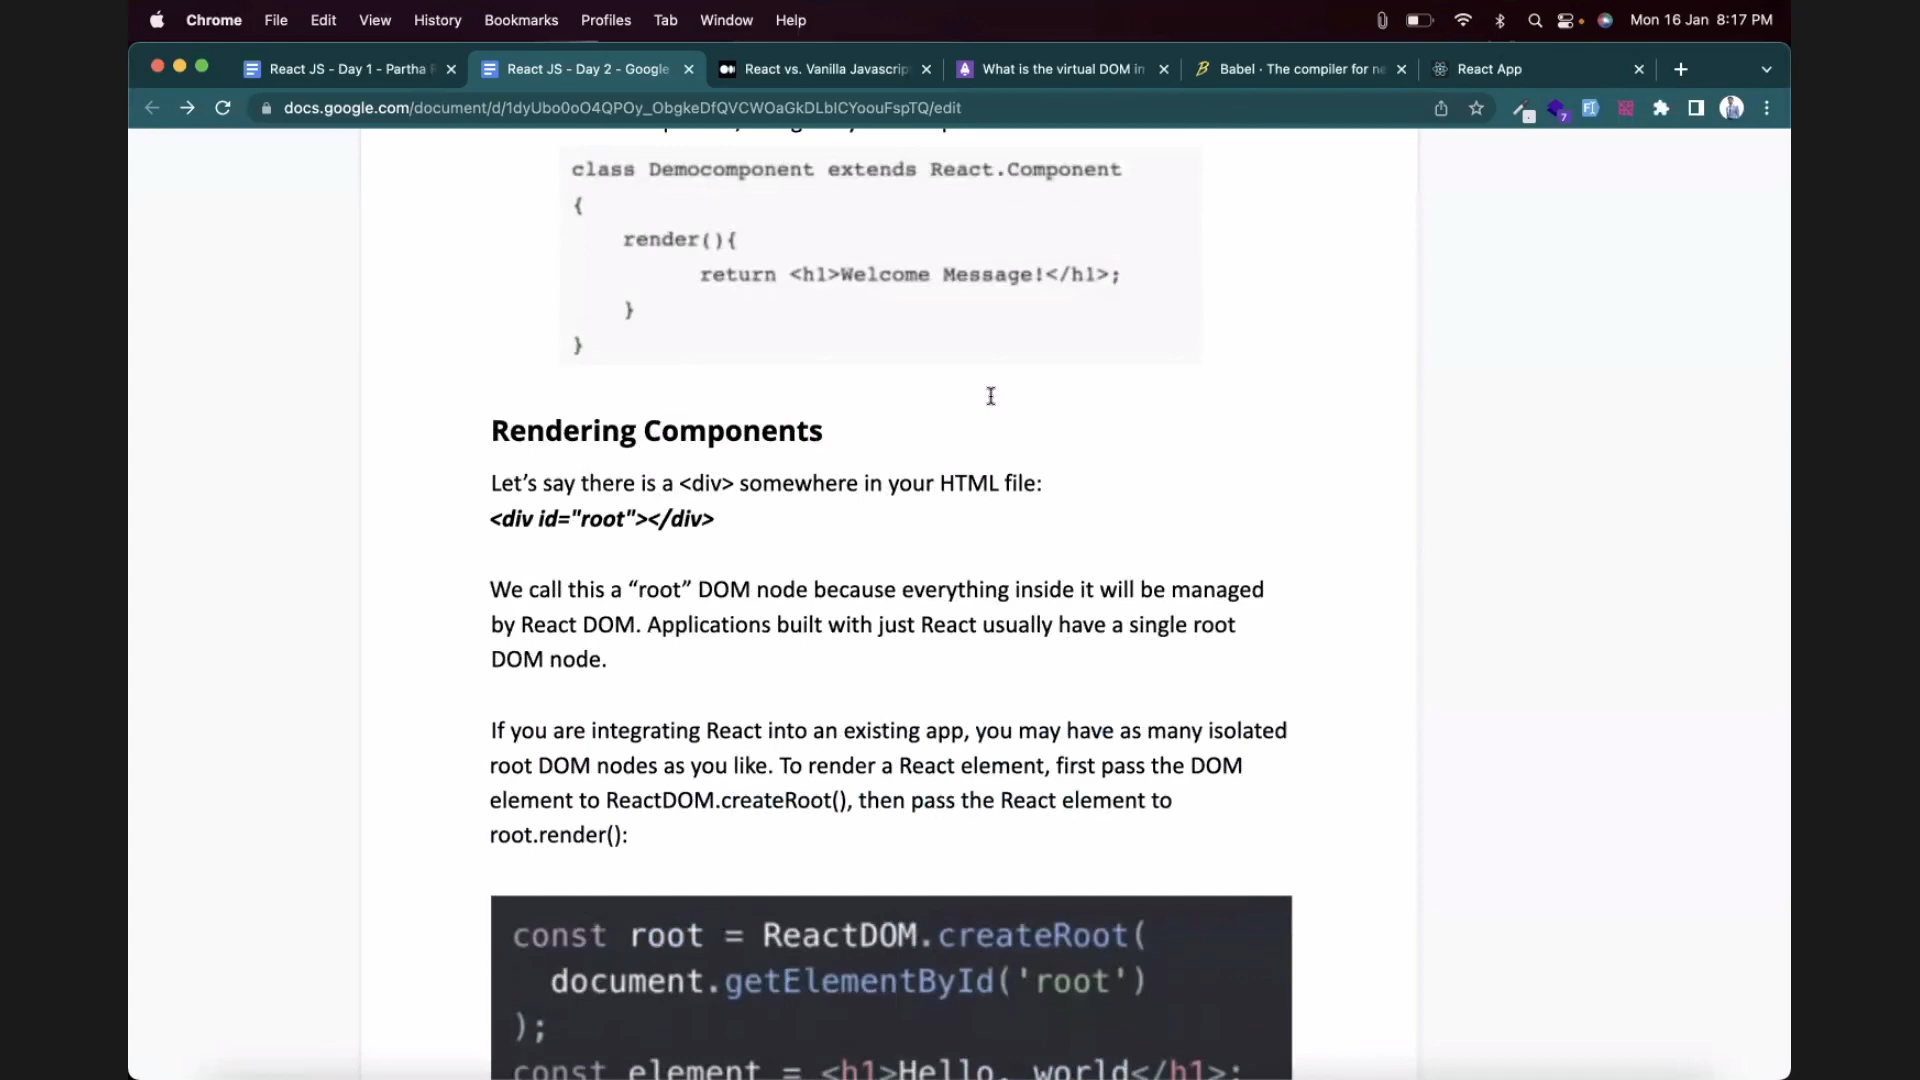 Chrome File Edit View History Bookmarks Profiles Tab Window Help Mon 16 Jan 8:17 PM
React JS - Day 1 - Partha React JS - Day 2 - Google React vs. Vanilla Javascrip What is the virtual DOM in Babel · The compiler for ne React App
docs.google.com/document/d/1dyUbo0oO4QPOy_ObgkeDfQVCWOaGkDLbICYoouFspTQ/edit 7
class Democomponent extends React.Component
{
render(){
return <h1>Welcome Message!</h1>;
}
}
Rendering Components
Let’s say there is a <div> somewhere in your HTML file:
<div id="root"></div>
We call this a “root” DOM node because everything inside it will be managed
by React DOM. Applications built with just React usually have a single root
DOM node.
If you are integrating React into an existing app, you may have as many isolated
root DOM nodes as you like. To render a React element, first pass the DOM
element to ReactDOM.createRoot(), then pass the React element to
root.render():
const root = ReactDOM.createRoot(
document.getElementById('root')
);
const element = <h1>Hello, world</h1>;